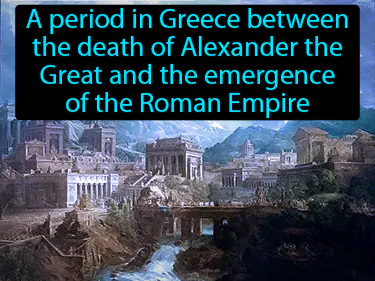 A period in Greece between
the death of Alexander the
Great and the emergence
of the Roman Empire